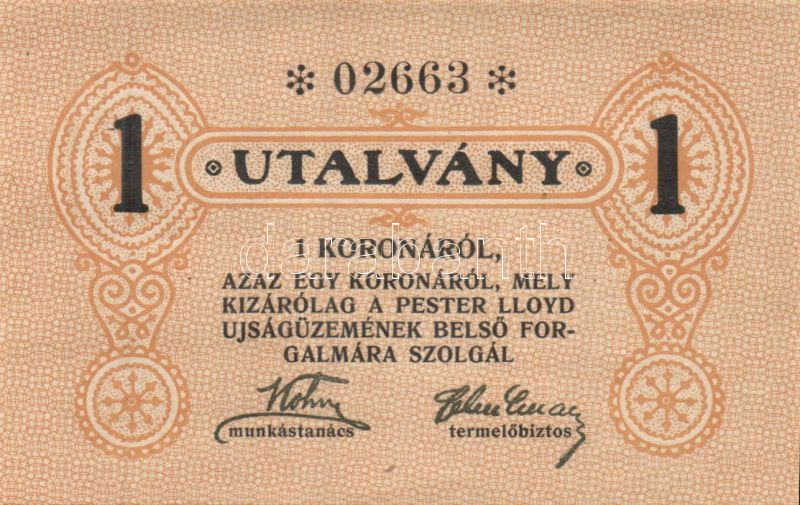 * 02663 *
1 UTALVÁNY 1
1 KORONÁRÓL,
AZAZ EGY KORONÁRÓL, MELY
KIZÁRÓLAG A PESTER LLOYD
UJSÁGÜZEMÉNEK BELSŐ FOR-
GALMÁRA SZOLGÁL
munkástanács termelőbiztos
darabanth